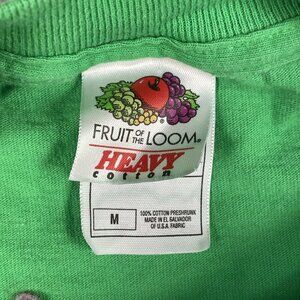 FRUIT OF THE LOOM®
HEAVY
cotton
M
100% COTTON PRESHRUNK
MADE IN EL SALVADOR
OF U.S.A. FABRIC